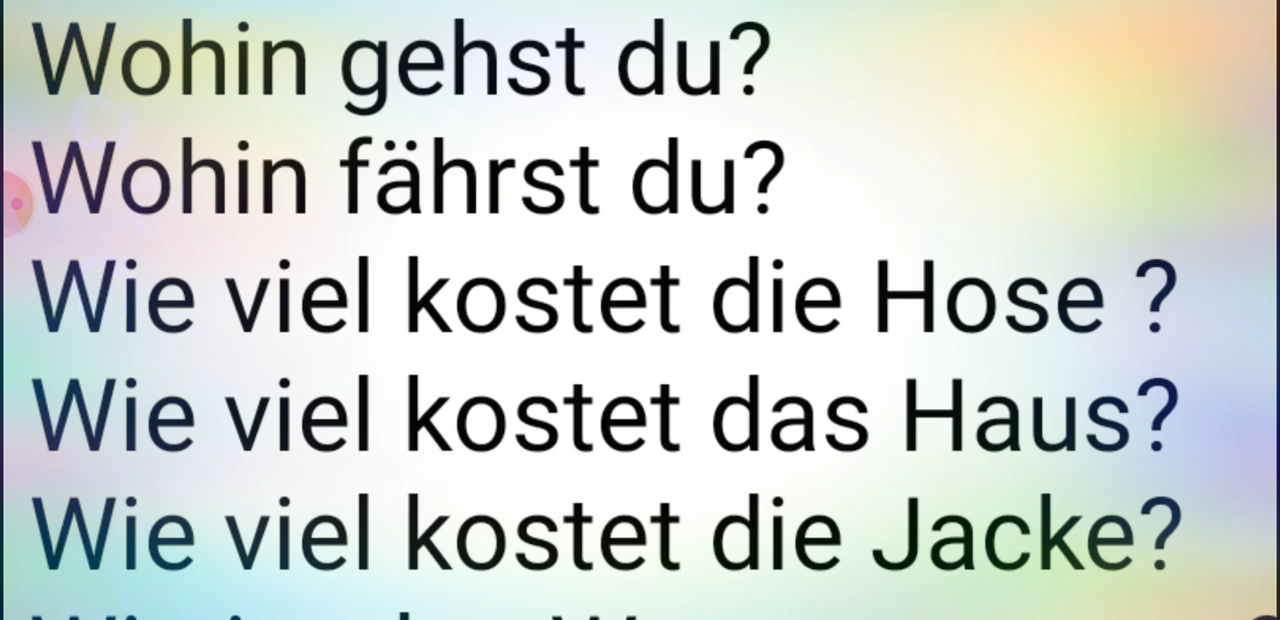 Wohin gehst du?
Wohin fährst du?
Wie viel kostet die Hose ?
Wie viel kostet das Haus?
Wie viel kostet die Jacke?